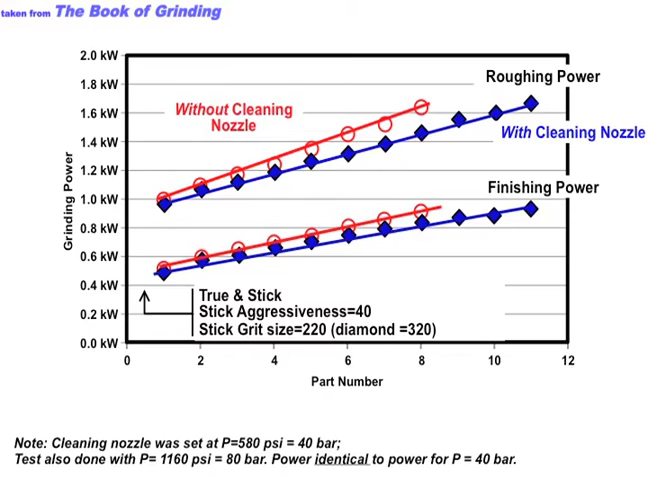 taken from The Book of Grinding
2.0 kW
1.8 kW
1.6 kW
1.4 kW
1.2 kW
1.0 kW
0.8 kW
0.6 kW
0.4 kW
0.2 kW
0.0 kW
Grinding Power
Roughing Power
Without Cleaning
Nozzle
With Cleaning Nozzle
Finishing Power
True & Stick
Stick Aggressiveness=40
Stick Grit size=220 (diamond =320)
0 2 4 6 8 10 12
Part Number
Note: Cleaning nozzle was set at P=580 psi = 40 bar;
Test also done with P= 1160 psi = 80 bar. Power identical to power for P = 40 bar.